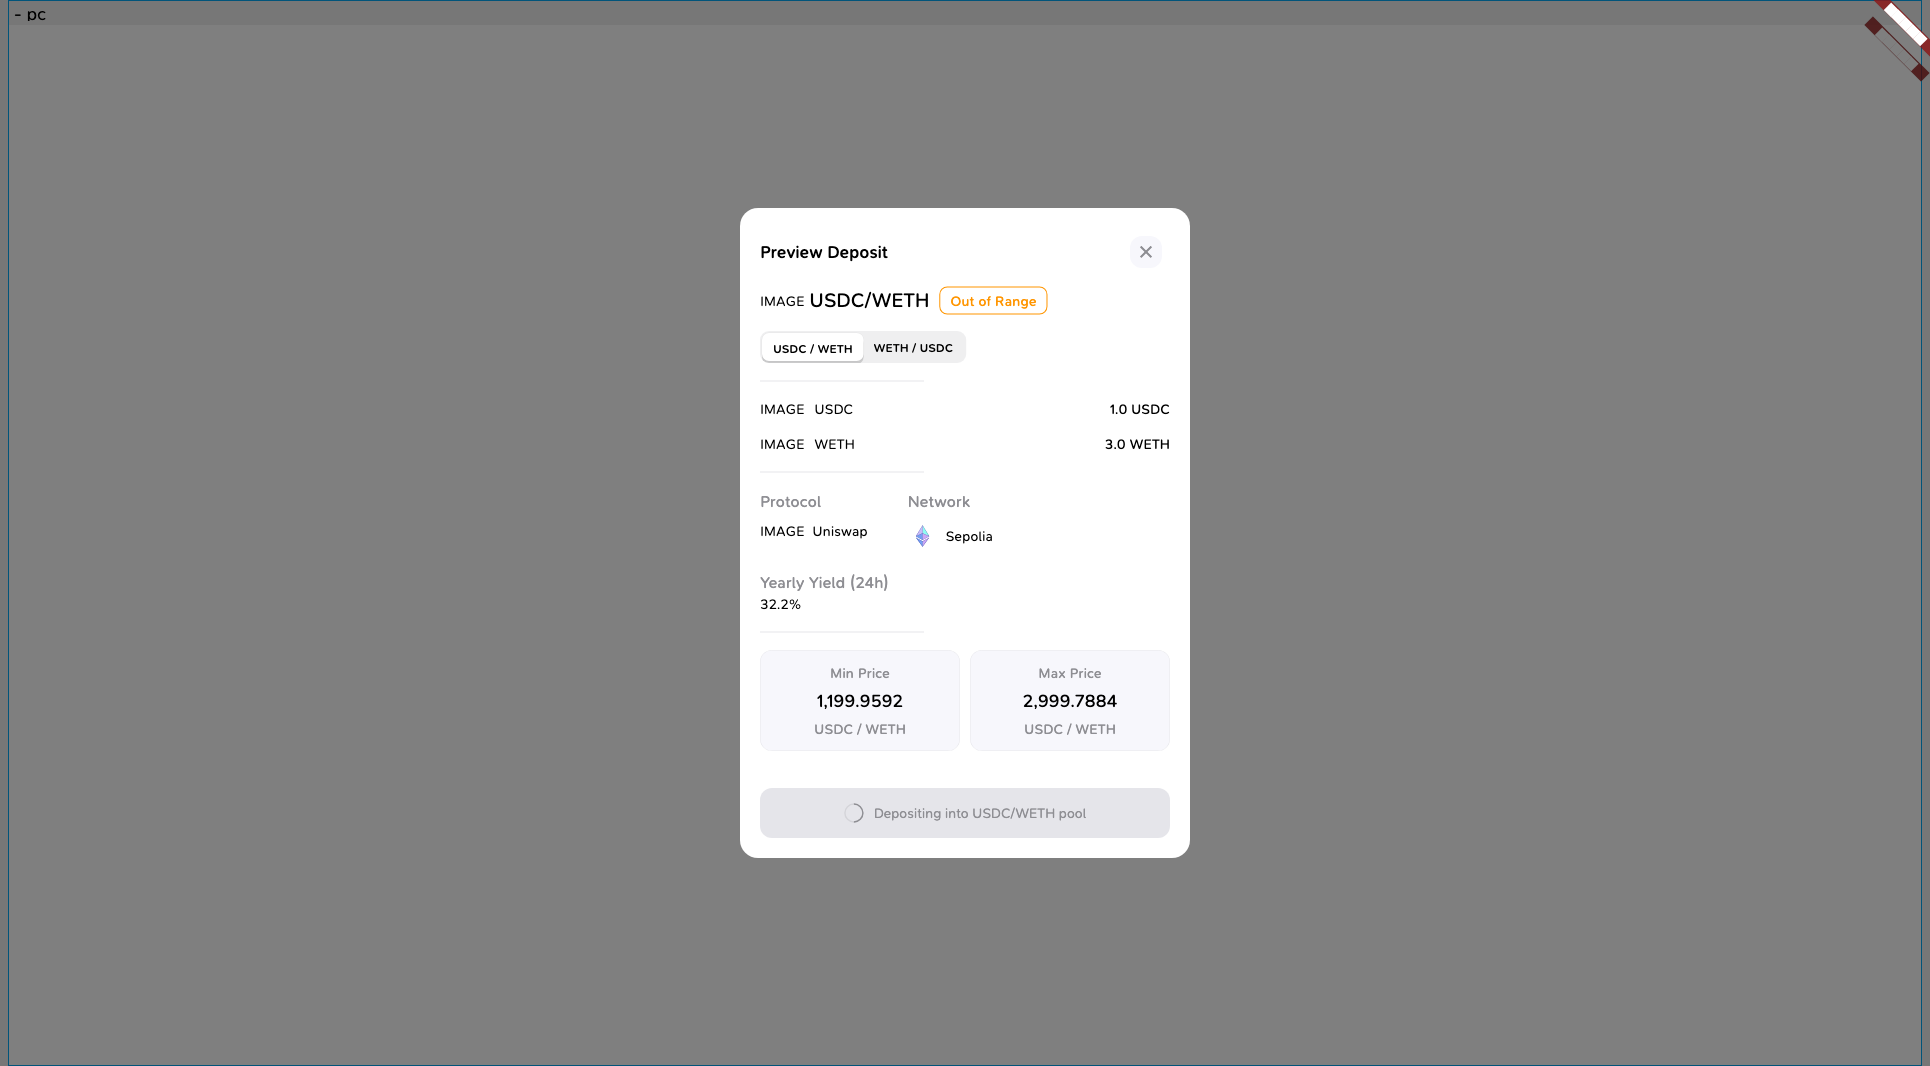 - pc
Preview Deposit
IMAGE USDC/WETH Out of Range
USDC / WETH WETH / USDC
IMAGE USDC 1.0 USDC
IMAGE WETH 3.0 WETH
Protocol Network
IMAGE Uniswap Sepolia
Yearly Yield (24h)
32.2%
Min Price Max Price
1,199.9592 2,999.7884
USDC / WETH USDC / WETH
Depositing into USDC/WETH pool